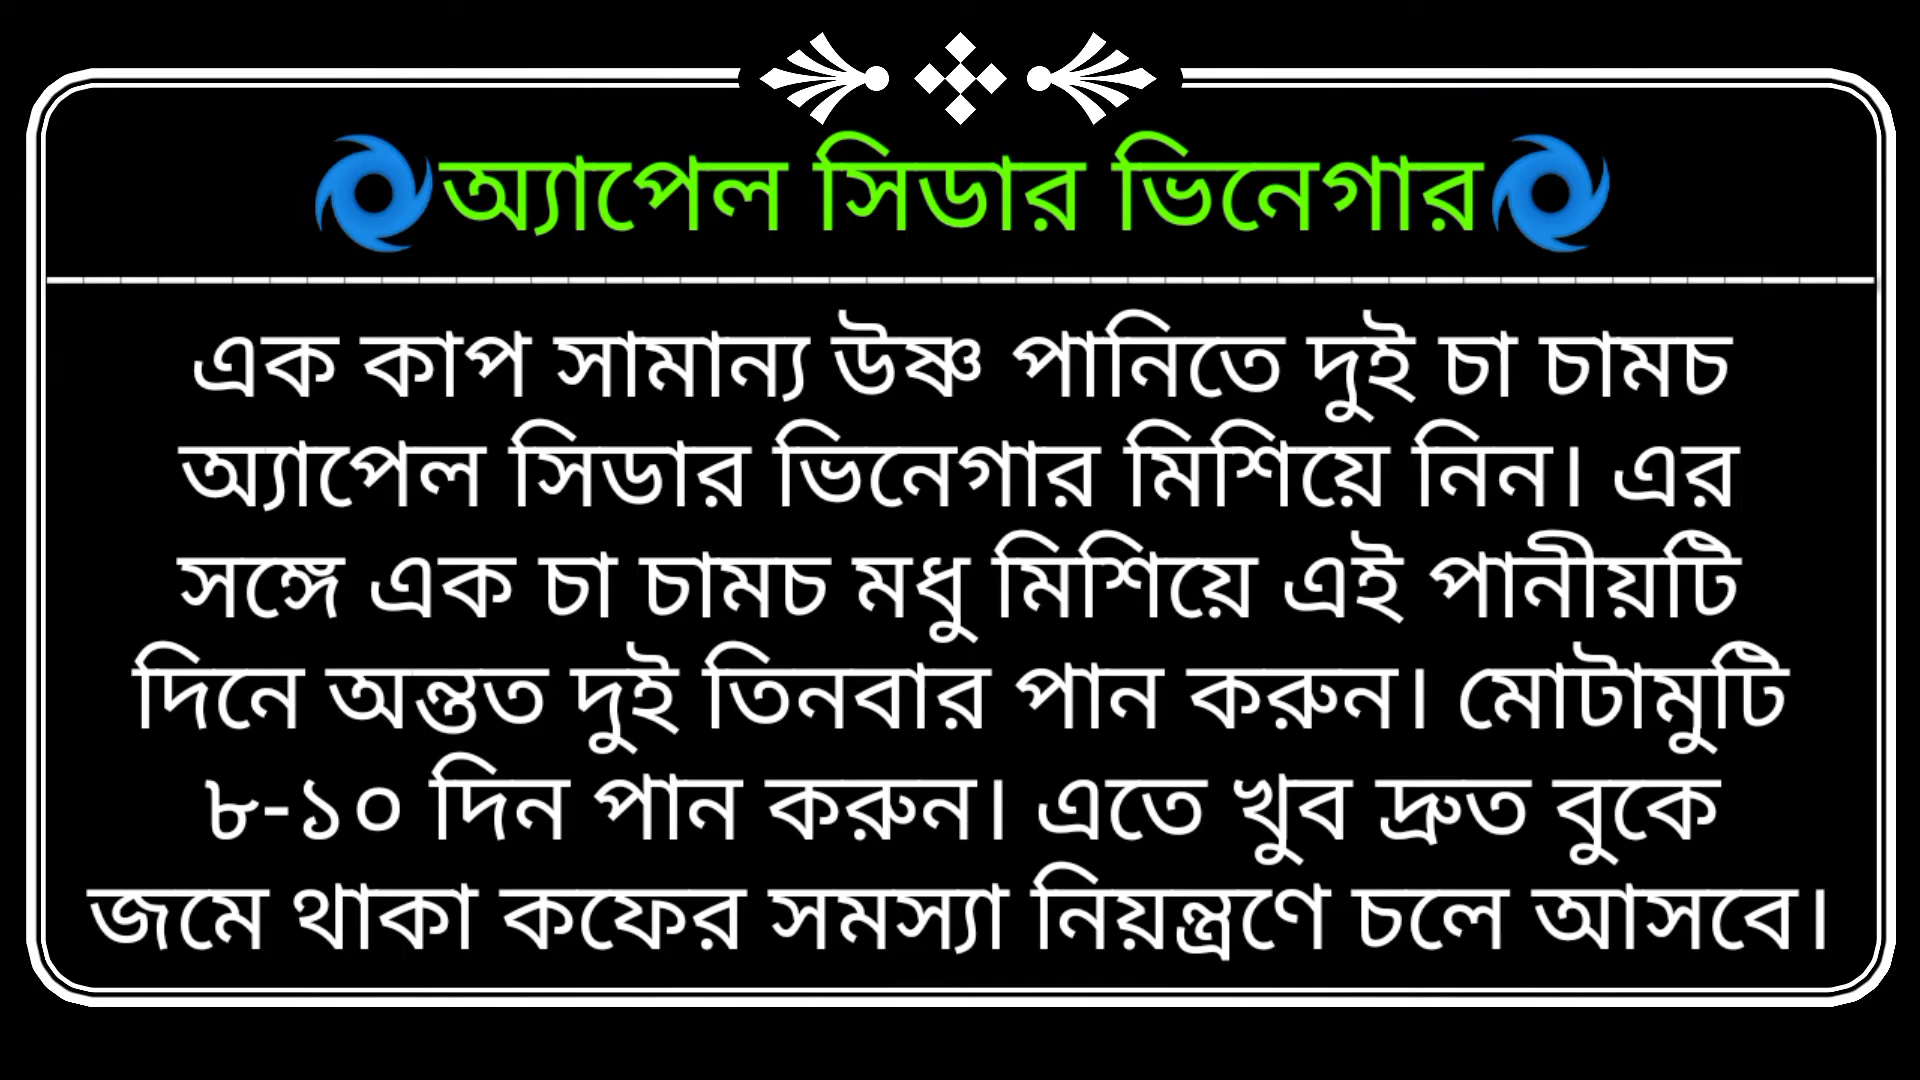 অ্যাপেল সিডার ভিনেগার
এক কাপ সামান্য উষ্ণ পানিতে দুই চা চামচ
অ্যাপেল সিডার ভিনেগার মিশিয়ে নিন। এর
সঙ্গে এক চা চামচ মধু মিশিয়ে এই পানীয়টি
দিনে অন্তত দুই তিনবার পান করুন। মোটামুটি
৮-১০ দিন পান করুন। এতে খুব দ্রুত বুকে
জমে থাকা কফের সমস্যা নিয়ন্ত্রণে চলে আসবে।